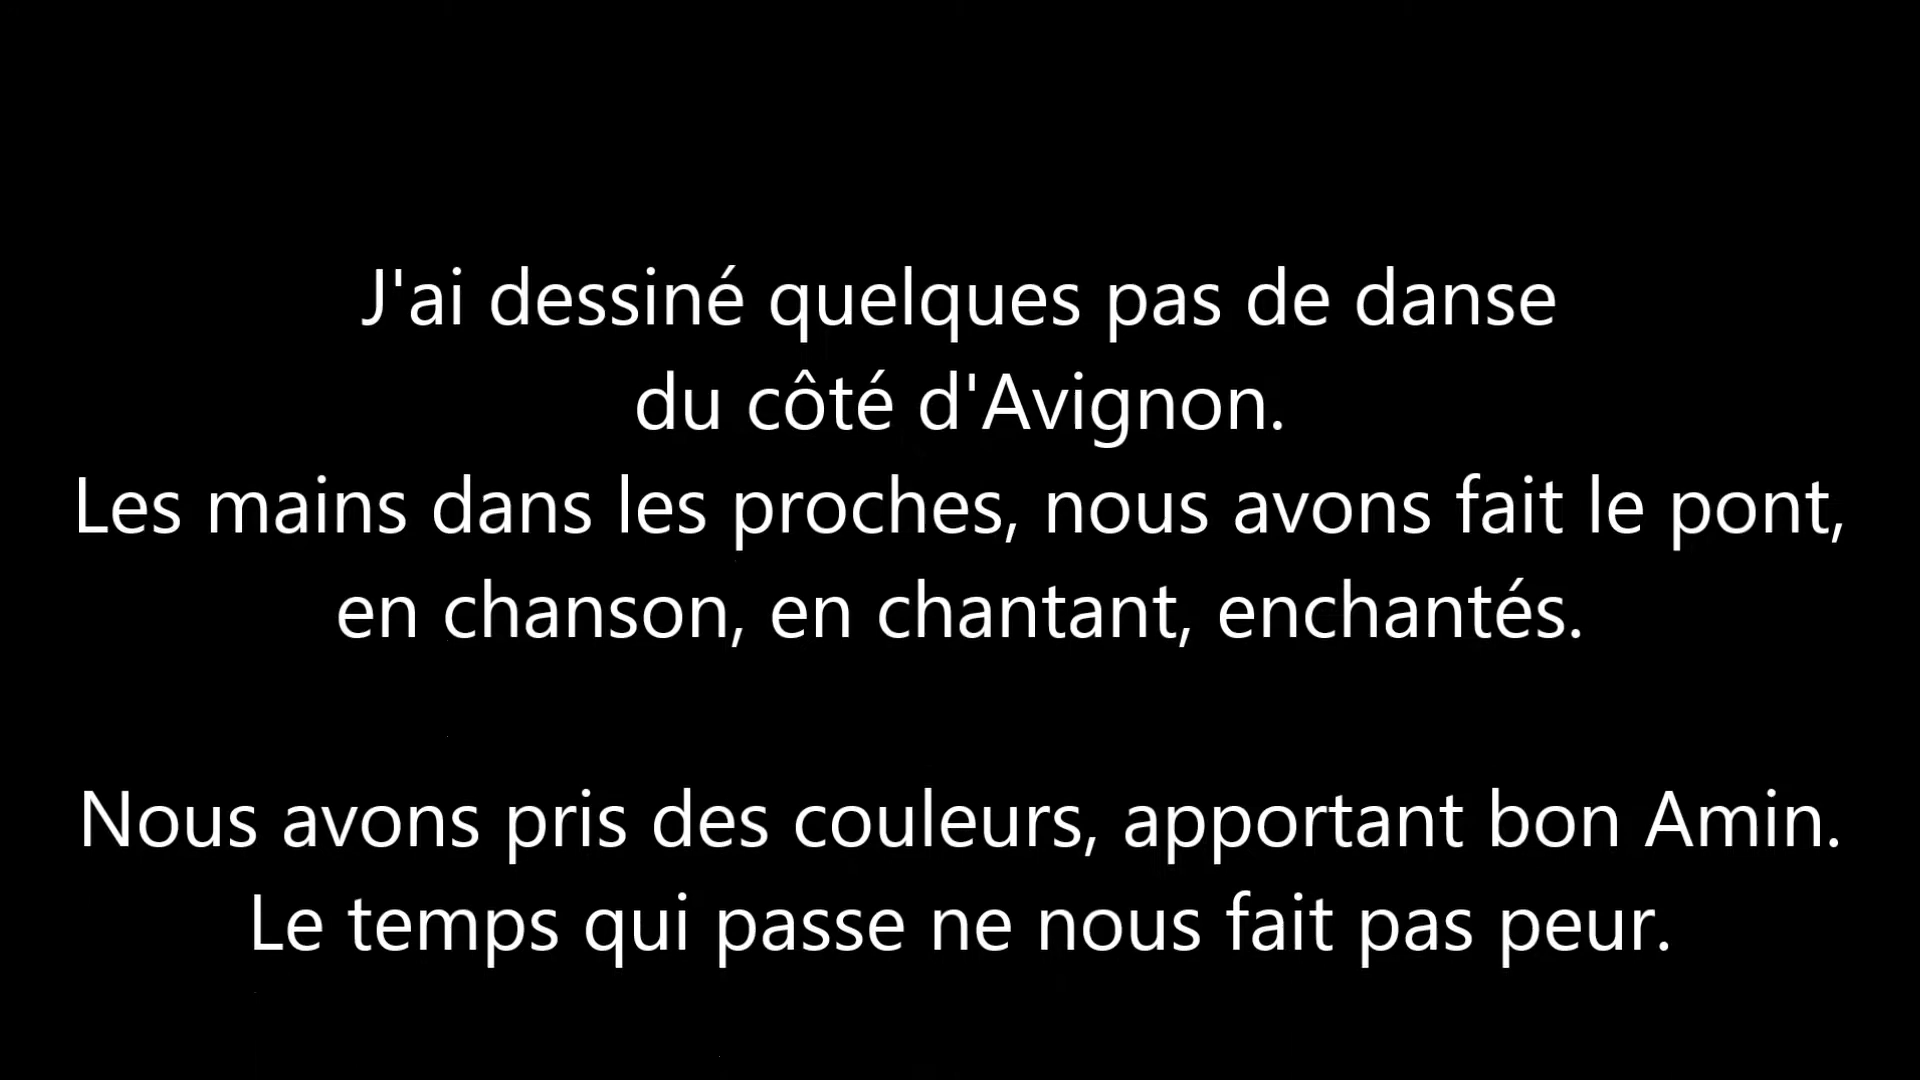 J'ai dessiné quelques pas de danse
du côté d'Avignon.
Les mains dans les proches, nous avons fait le pont,
en chanson, en chantant, enchantés.
Nous avons pris des couleurs, apportant bon Amin.
Le temps qui passe ne nous fait pas peur.